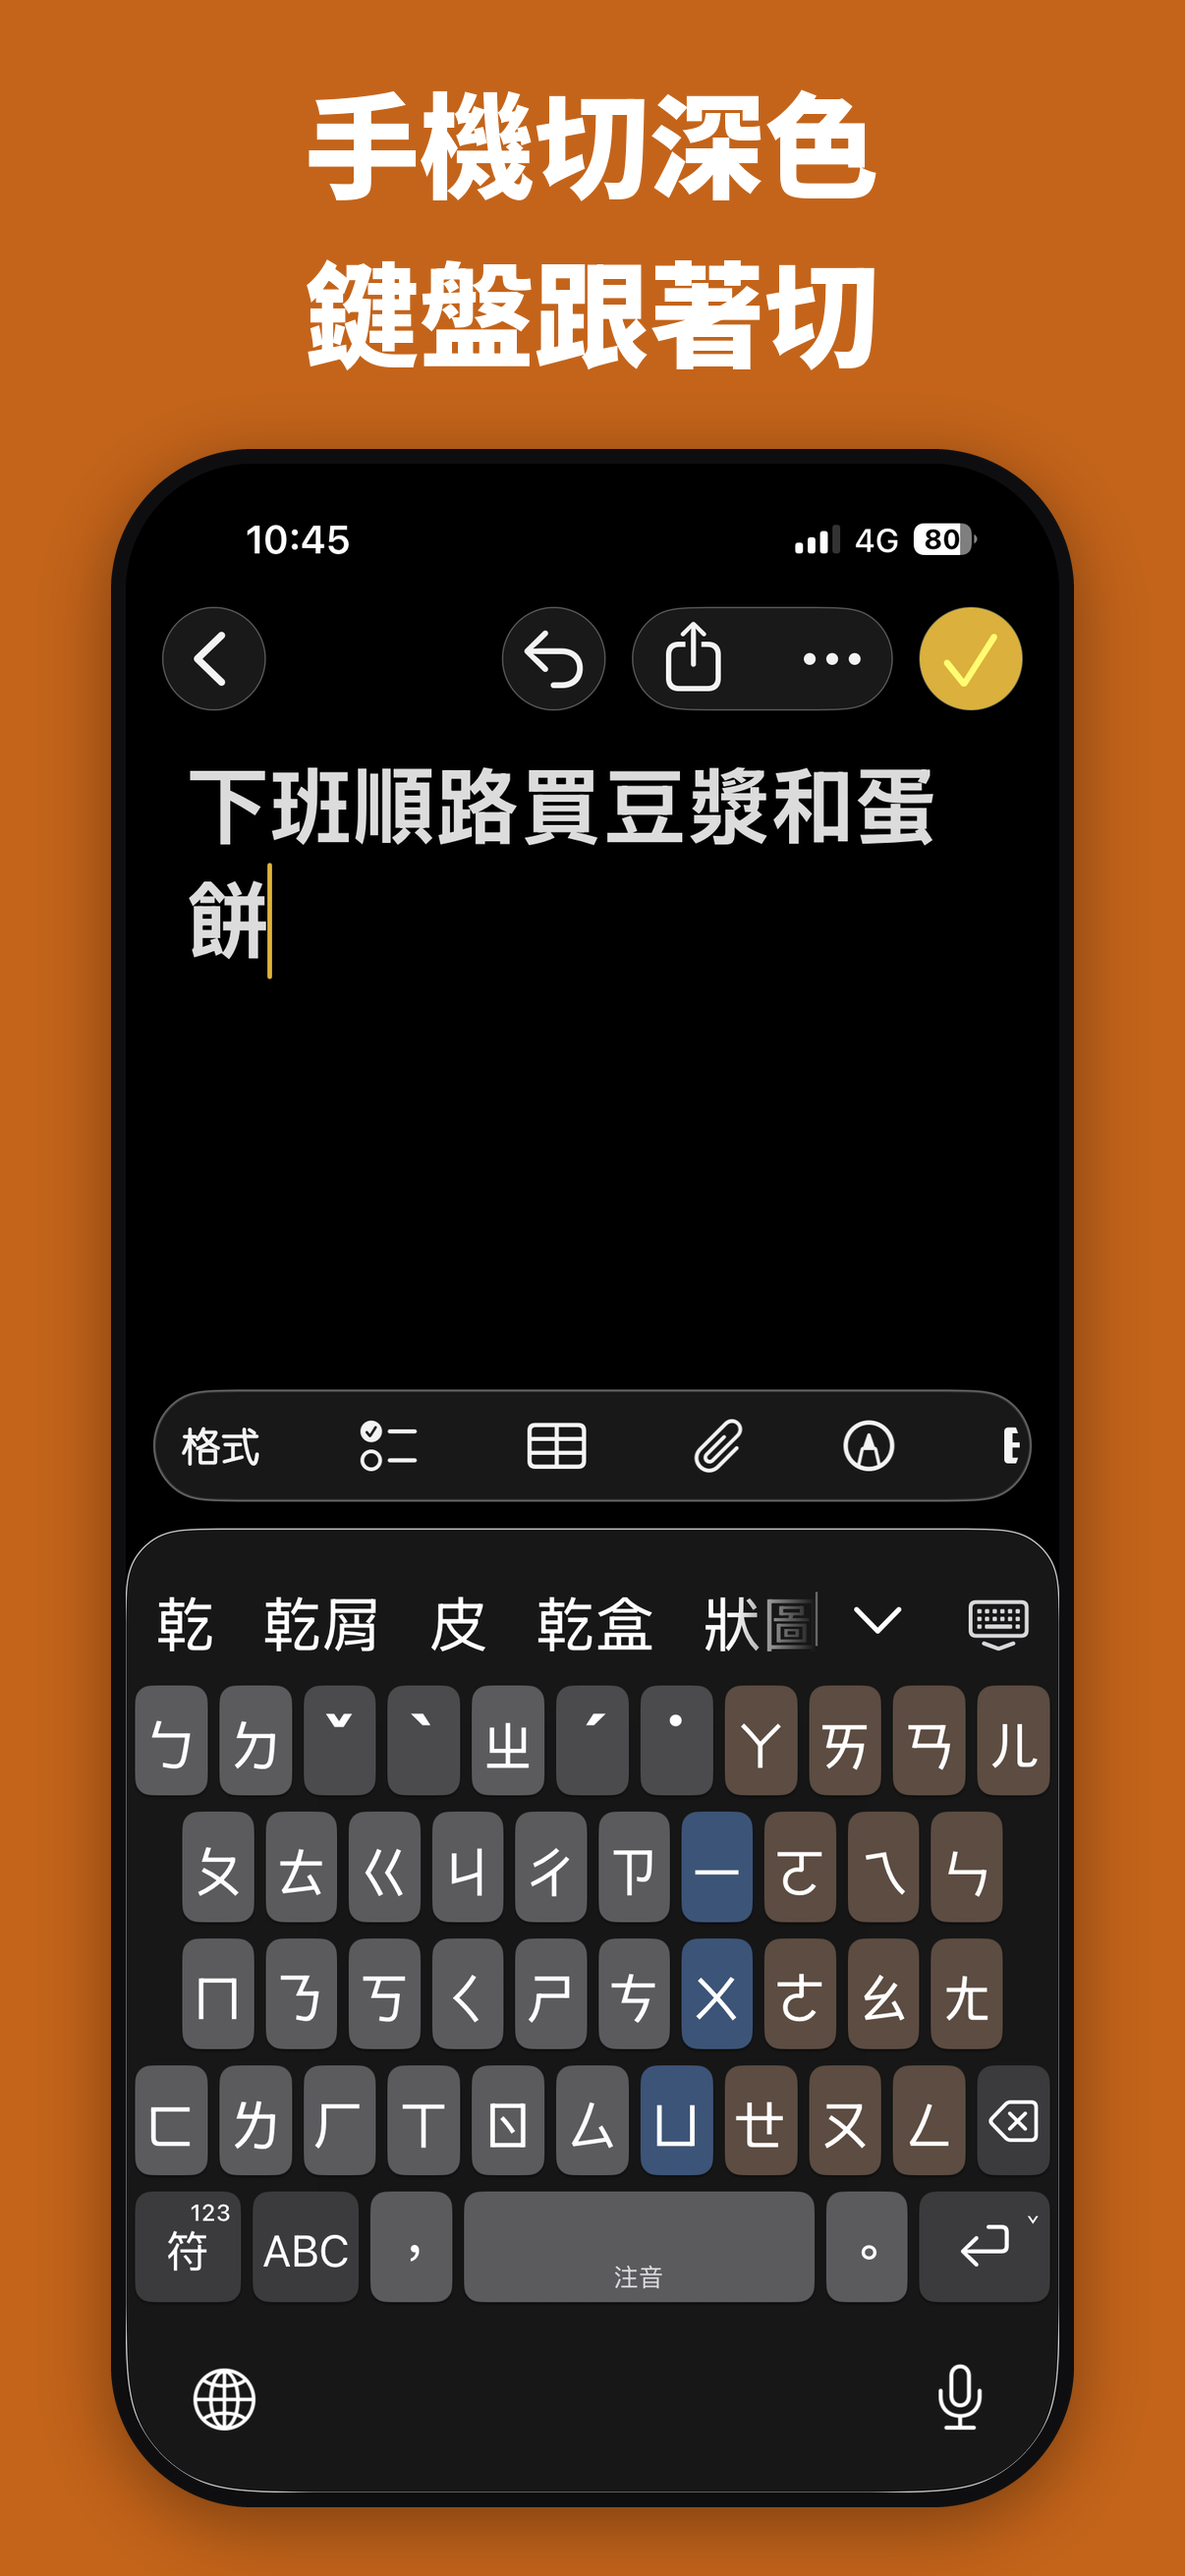 手機切深色
鍵盤跟著切
10:45 4G 80
下班順路買豆漿和蛋
餅
格式
乾 乾屑 皮 乾盒 狀圖
ㄅ ㄉ ˇ ˋ ㄓ ˊ ˙ ㄚ ㄞ ㄢ ㄦ
ㄆ ㄊ ㄍ ㄐ ㄔ ㄗ ㄧ ㄛ ㄟ ㄣ
ㄇ ㄋ ㄎ ㄑ ㄕ ㄘ ㄨ ㄜ ㄠ ㄤ
ㄈ ㄌ ㄏ ㄒ ㄖ ㄙ ㄩ ㄝ ㄡ ㄥ
符 123 ABC ， 注音 。